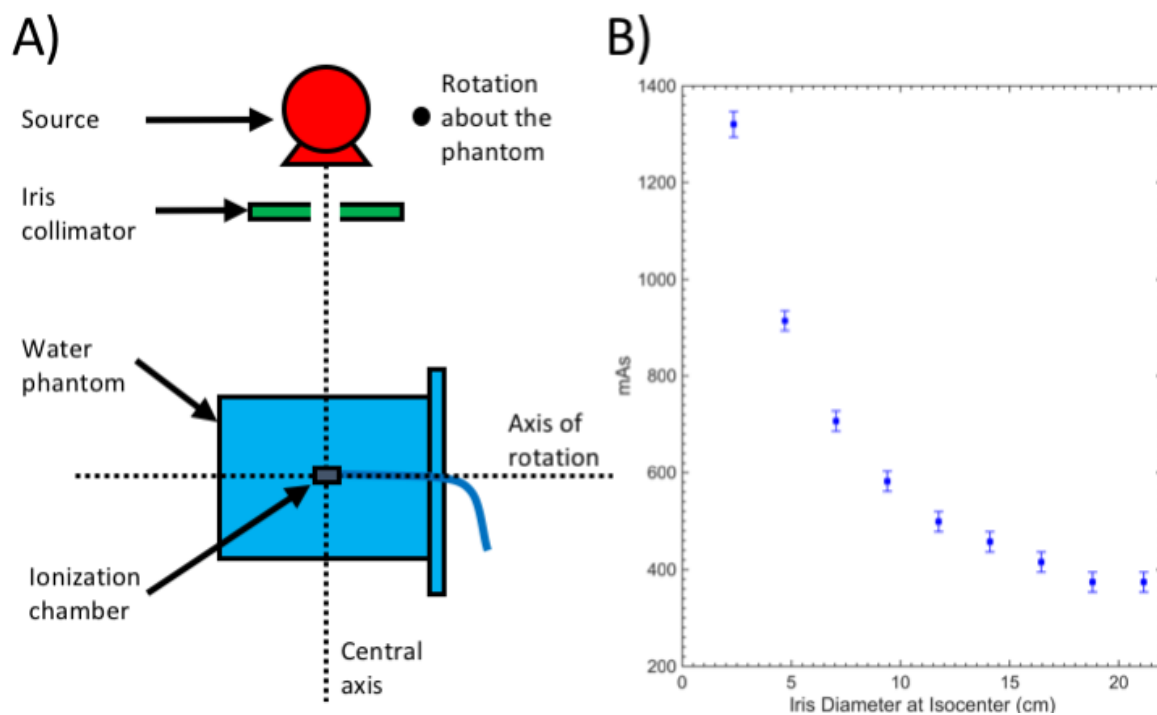 A)
Source
Rotation
about the
phantom
Iris
collimator
Water
phantom
Axis of
rotation
Ionization
chamber
Central
axis
B)
1400
1200
1000
800
600
400
200
mAs
0 5 10 15 20
Iris Diameter at Isocenter (cm)